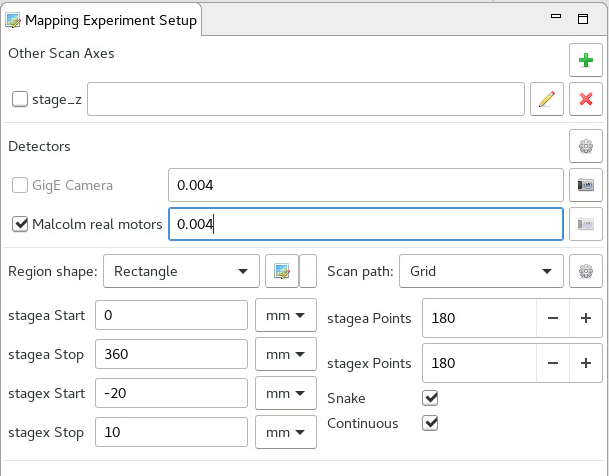 Mapping Experiment Setup
Other Scan Axes
stage_z
Detectors
GigE Camera 0.004
Malcolm real motors 0.004
Region shape: Rectangle Scan path: Grid
stagea Start 0 mm stagea Points 180
stagea Stop 360 mm stagex Points 180
stagex Start -20 mm Snake
stagex Stop 10 mm Continuous